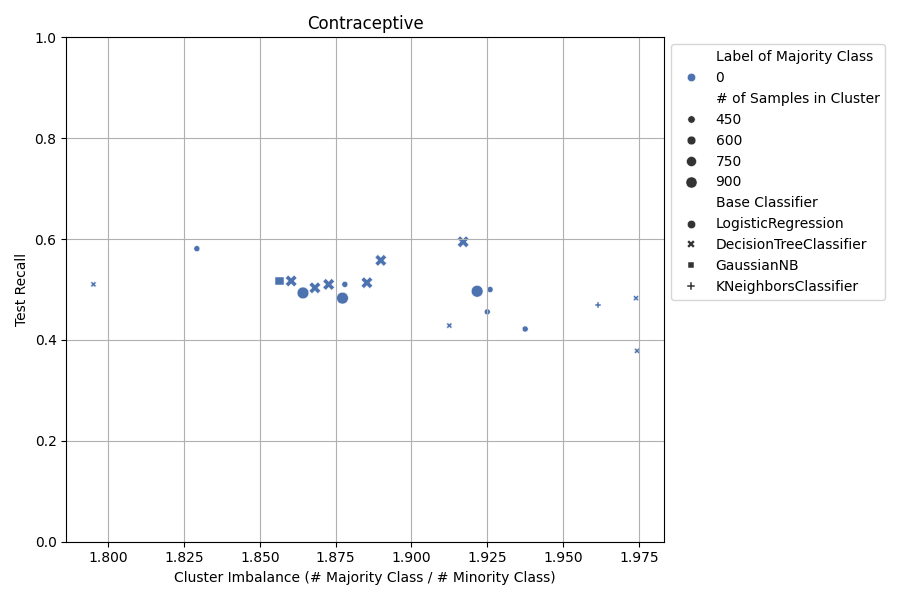 Contraceptive
1.0
0.8
0.6
0.4
0.2
0.0
Test Recall
1.800
1.825
1.850
1.875
1.900
1.925
1.950
1.975
Cluster Imbalance (# Majority Class / # Minority Class)
Label of Majority Class
0
# of Samples in Cluster
450
600
750
900
Base Classifier
LogisticRegression
DecisionTreeClassifier
GaussianNB
KNeighborsClassifier